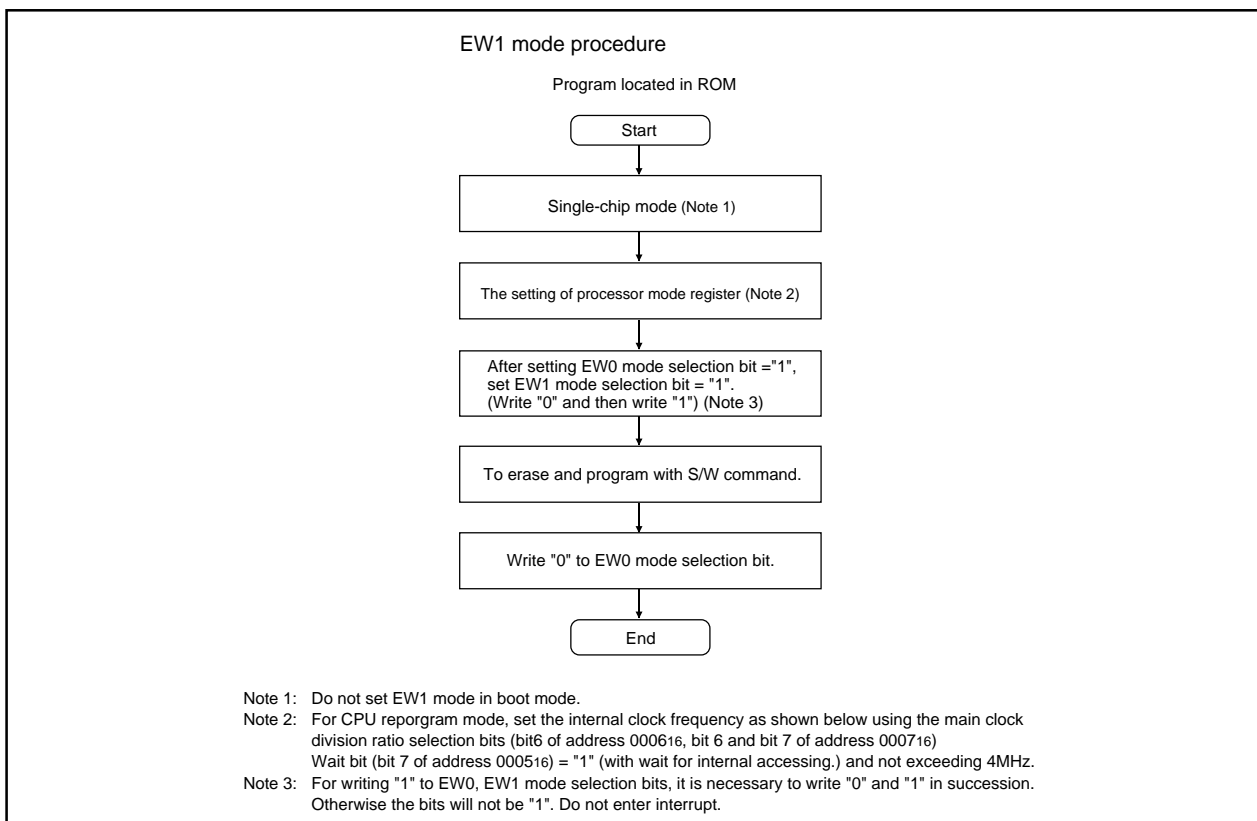 EW1 mode procedure
Program located in ROM
Start
Single-chip mode (Note 1)
The setting of processor mode register (Note 2)
After setting EW0 mode selection bit ="1",
set EW1 mode selection bit = "1".
(Write "0" and then write "1") (Note 3)
To erase and program with S/W command.
Write "0" to EW0 mode selection bit.
End
Note 1: Do not set EW1 mode in boot mode.
Note 2: For CPU reporgram mode, set the internal clock frequency as shown below using the main clock
division ratio selection bits (bit6 of address 000616, bit 6 and bit 7 of address 000716)
Wait bit (bit 7 of address 000516) = "1" (with wait for internal accessing.) and not exceeding 4MHz.
Note 3: For writing "1" to EW0, EW1 mode selection bits, it is necessary to write "0" and "1" in succession.
Otherwise the bits will not be "1". Do not enter interrupt.